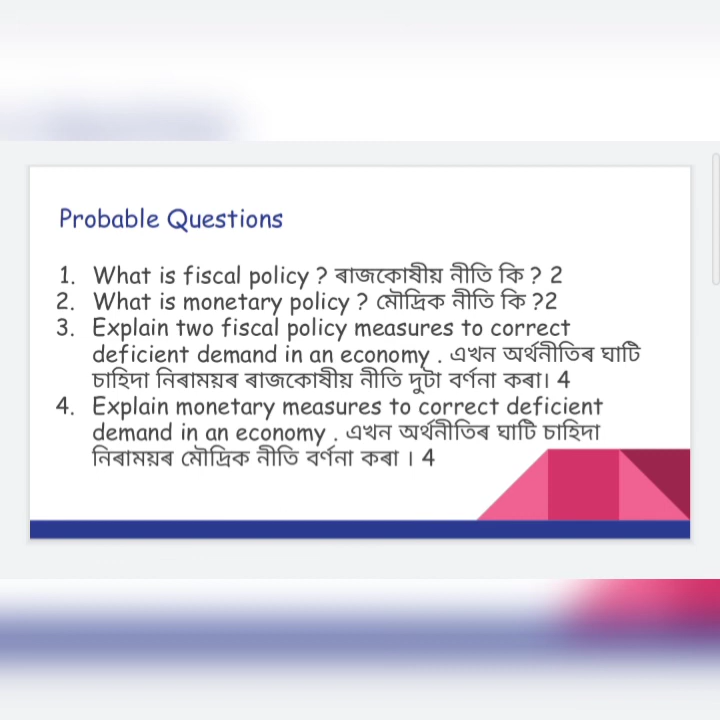 Probable Questions
1. What is fiscal policy ? ৰাজকোষীয় নীতি কি ? 2
2. What is monetary policy ? মৌদ্ৰিক নীতি কি ?2
3. Explain two fiscal policy measures to correct
deficient demand in an economy . এখন অৰ্থনীতিৰ ঘাটি
চাহিদা নিৰাময়ৰ ৰাজকোষীয় নীতি দুটা বৰ্ণনা কৰা। 4
4. Explain monetary measures to correct deficient
demand in an economy . এখন অৰ্থনীতিৰ ঘাটি চাহিদা
নিৰাময়ৰ মৌদ্ৰিক নীতি বৰ্ণনা কৰা । 4